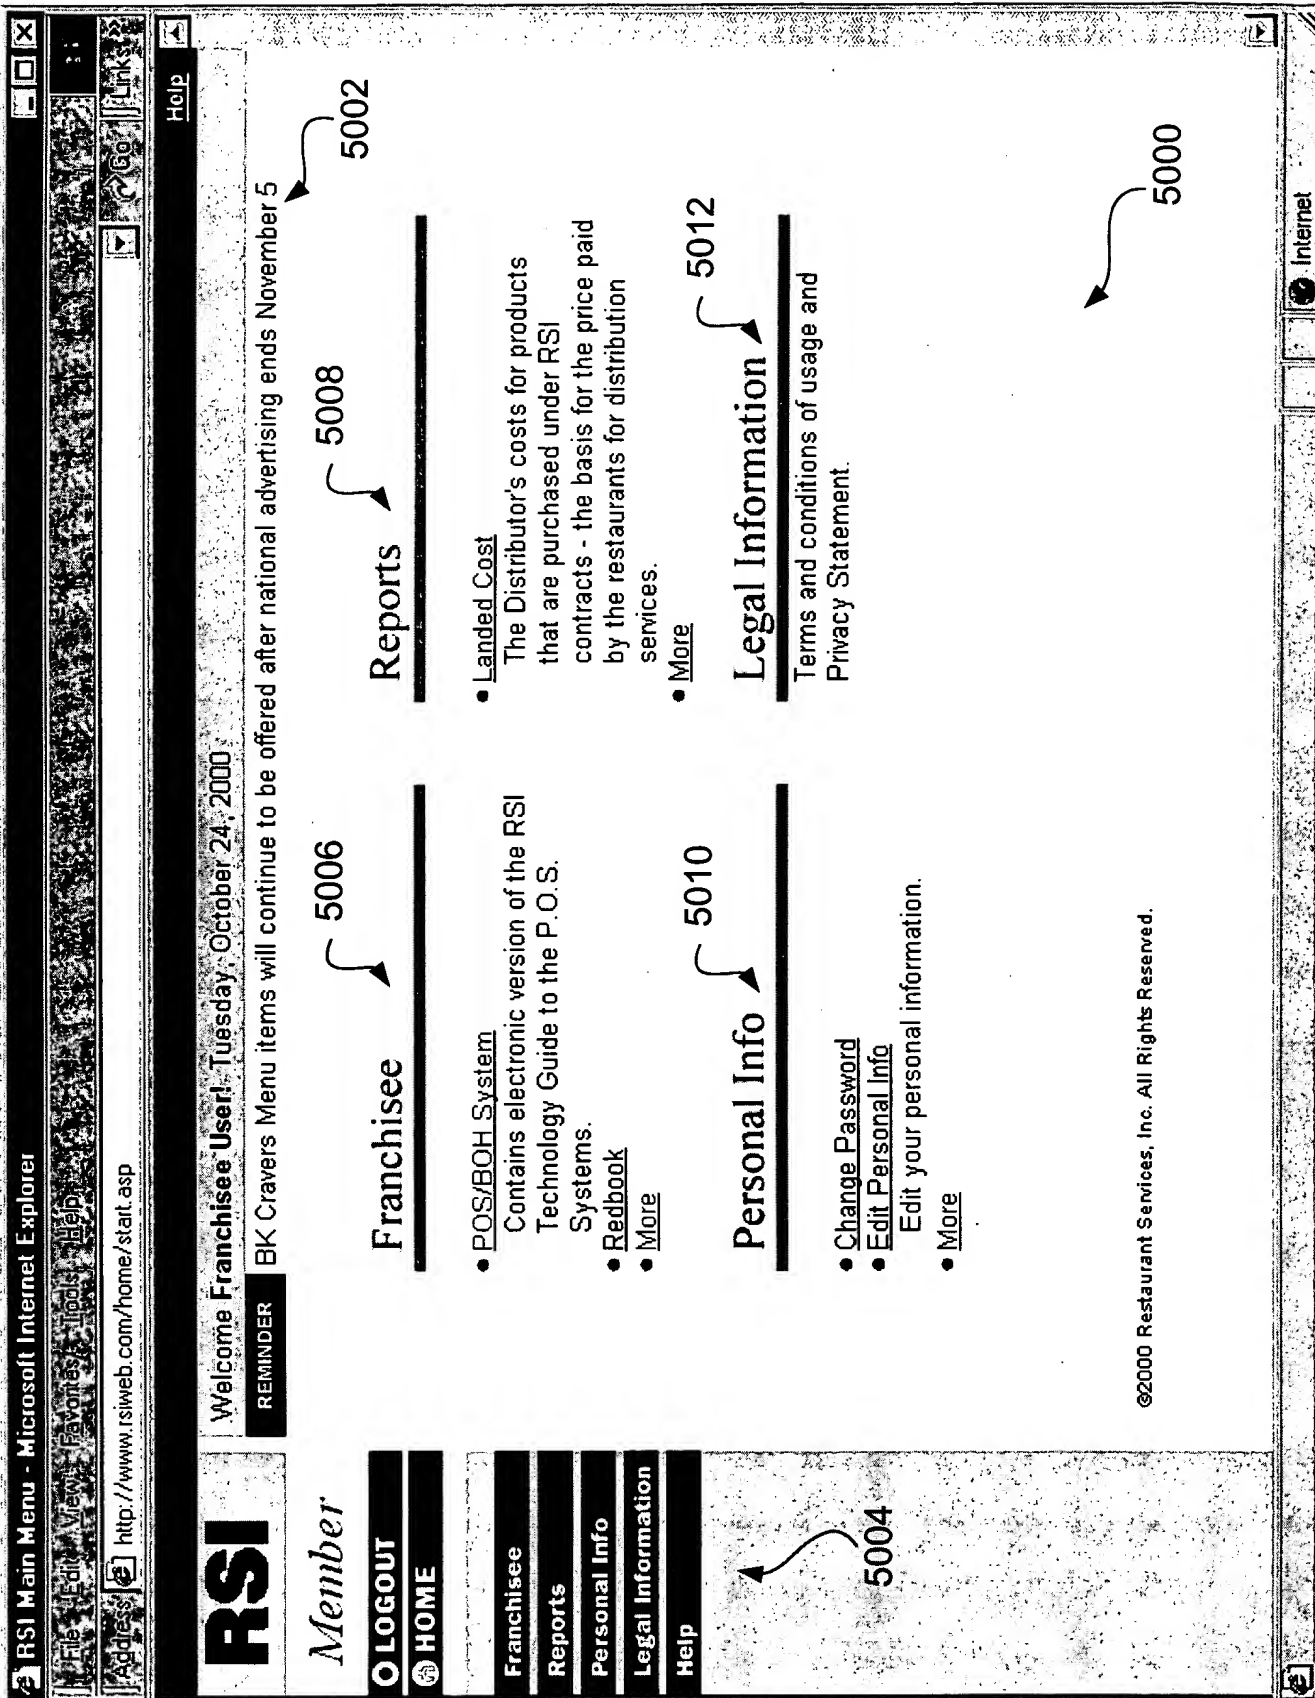 RSI Main Menu - Microsoft Internet Explorer
File Edit View Favorites Tools Help
Address http://www.rsiweb.com/home/start.asp Go Links »
Help
RSI
Welcome Franchisee User! Tuesday, October 24, 2000
REMINDER BK Cravers Menu items will continue to be offered after national advertising ends November 5
5002
Member
LOGOUT
HOME
Franchisee
Reports
Personal Info
Legal Information
Help
5004
Franchisee
5006
• POS/BOH System
Contains electronic version of the RSI
Technology Guide to the P.O.S.
Systems.
• Redbook
• More
Reports
5008
• Landed Cost
The Distributor's costs for products
that are purchased under RSI
contracts - the basis for the price paid
by the restaurants for distribution
services.
• More
Personal Info
5010
• Change Password
• Edit Personal Info
Edit your personal information.
• More
Legal Information
5012
Terms and conditions of usage and
Privacy Statement.
5000
©2000 Restaurant Services, Inc. All Rights Reserved.
Internet